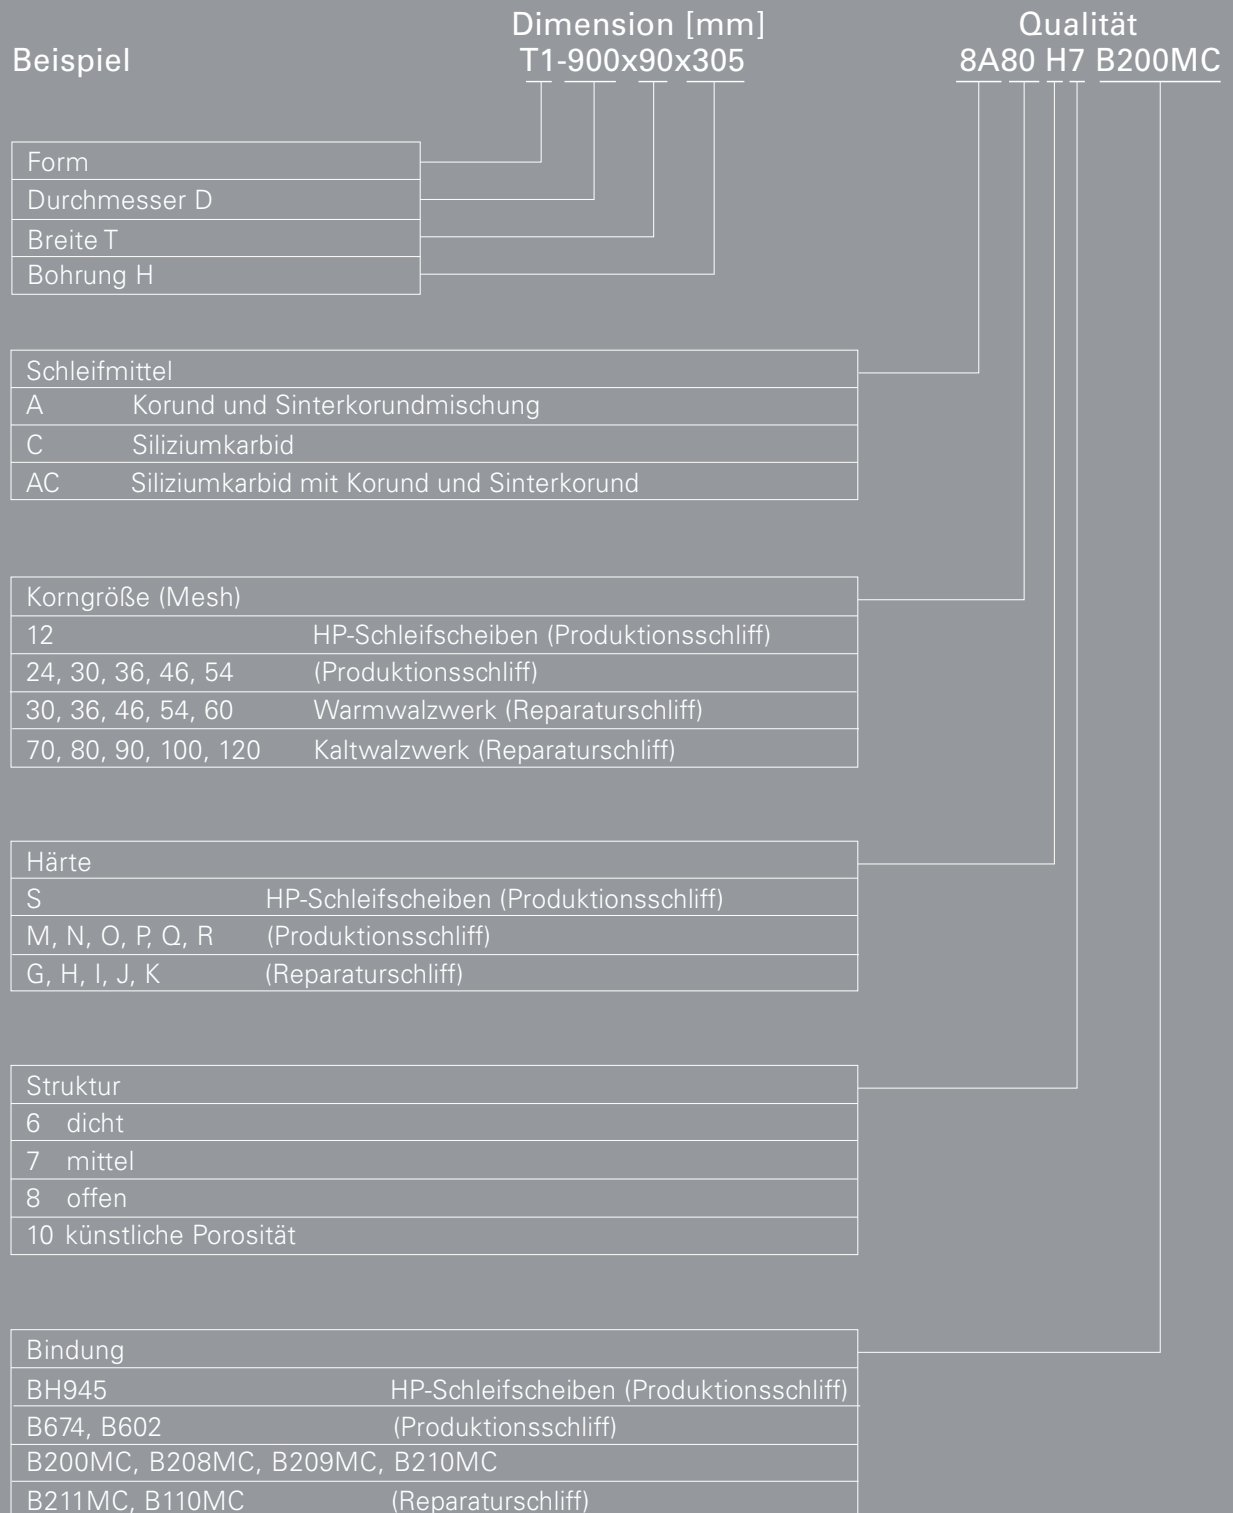 Dimension [mm] Qualität
Beispiel T1-900x90x305 8A80 H7 B200MC
Form
Durchmesser D
Breite T
Bohrung H
Schleifmittel
A Korund und Sinterkorundmischung
C Siliziumkarbid
AC Siliziumkarbid mit Korund und Sinterkorund
Korngröße (Mesh)
12 HP-Schleifscheiben (Produktionsschliff)
24, 30, 36, 46, 54 (Produktionsschliff)
30, 36, 46, 54, 60 Warmwalzwerk (Reparaturschliff)
70, 80, 90, 100, 120 Kaltwalzwerk (Reparaturschliff)
Härte
S HP-Schleifscheiben (Produktionsschliff)
M, N, O, P, Q, R (Produktionsschliff)
G, H, I, J, K (Reparaturschliff)
Struktur
6 dicht
7 mittel
8 offen
10 künstliche Porosität
Bindung
BH945 HP-Schleifscheiben (Produktionsschliff)
B674, B602 (Produktionsschliff)
B200MC, B208MC, B209MC, B210MC
B211MC, B110MC (Reparaturschliff)